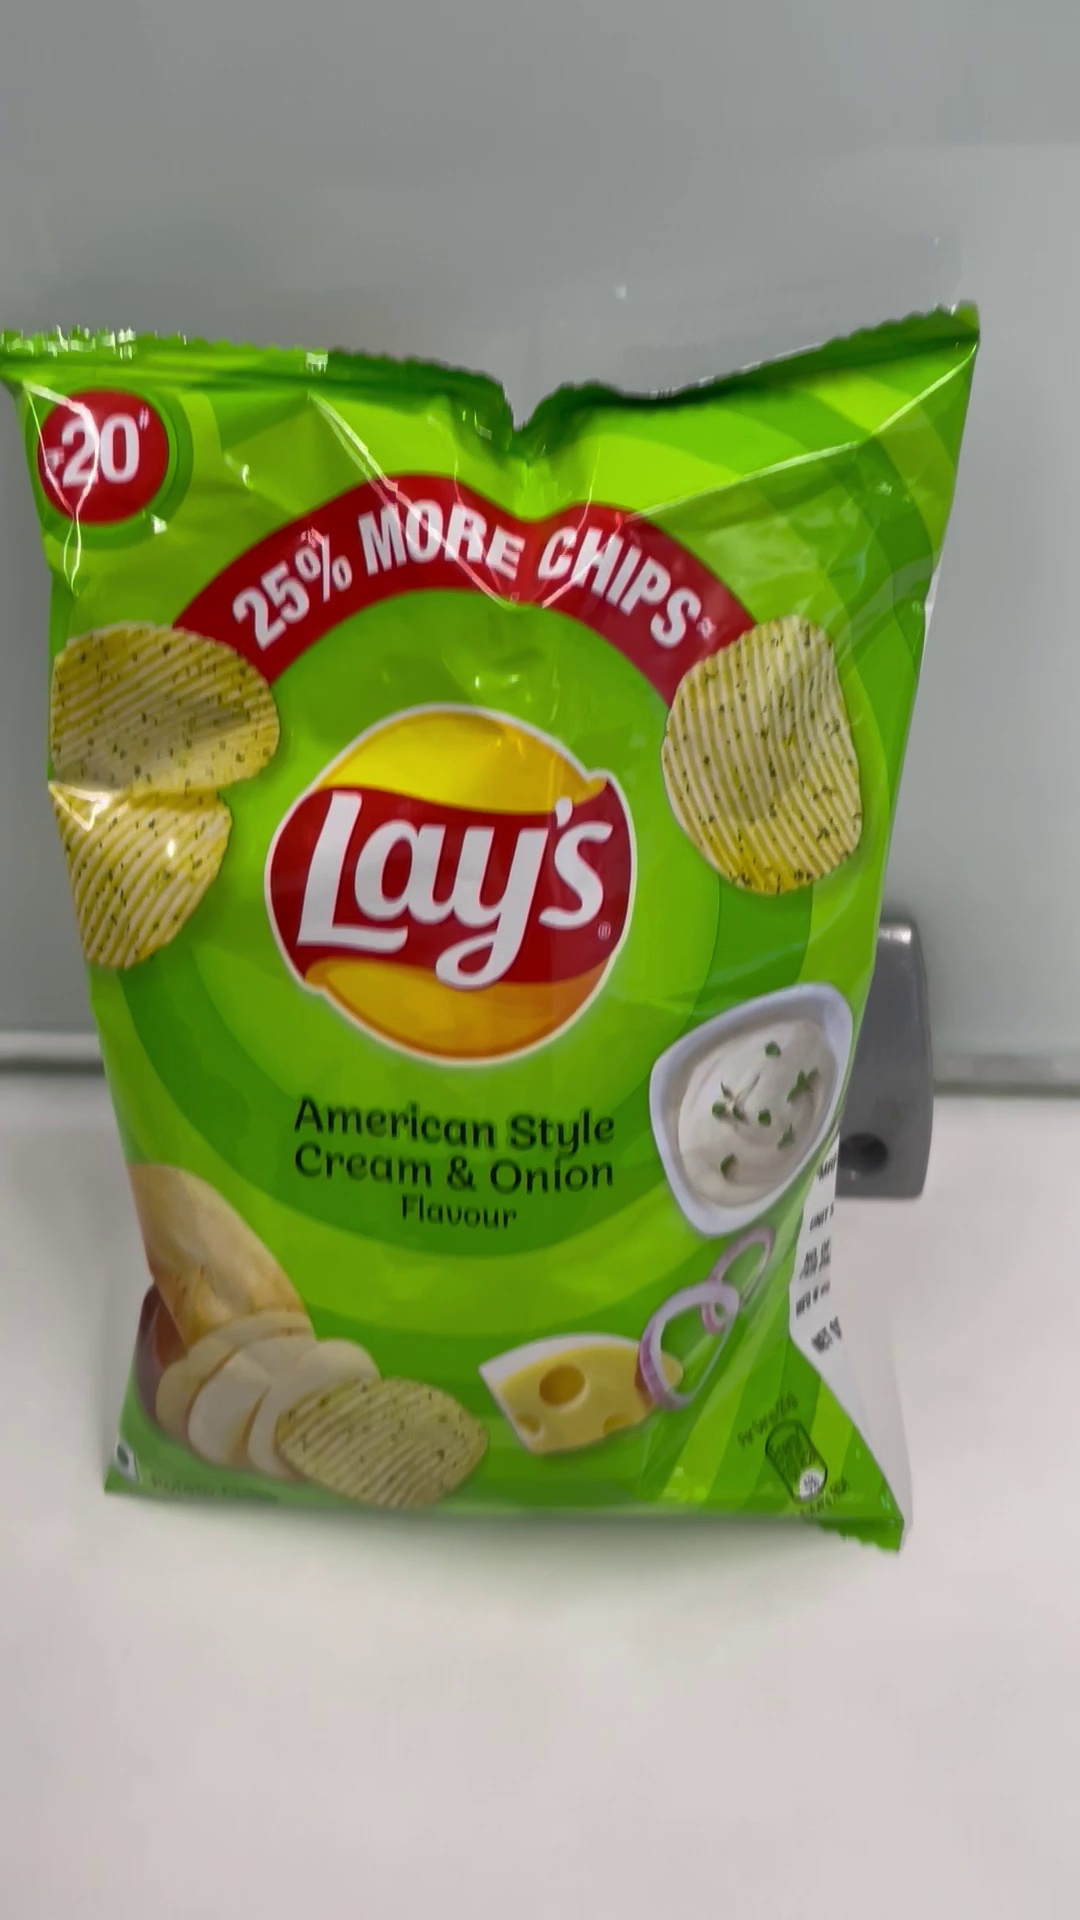 ₹20#
25% MORE CHIPS≈
Lay's®
American Style
Cream & Onion
Flavour